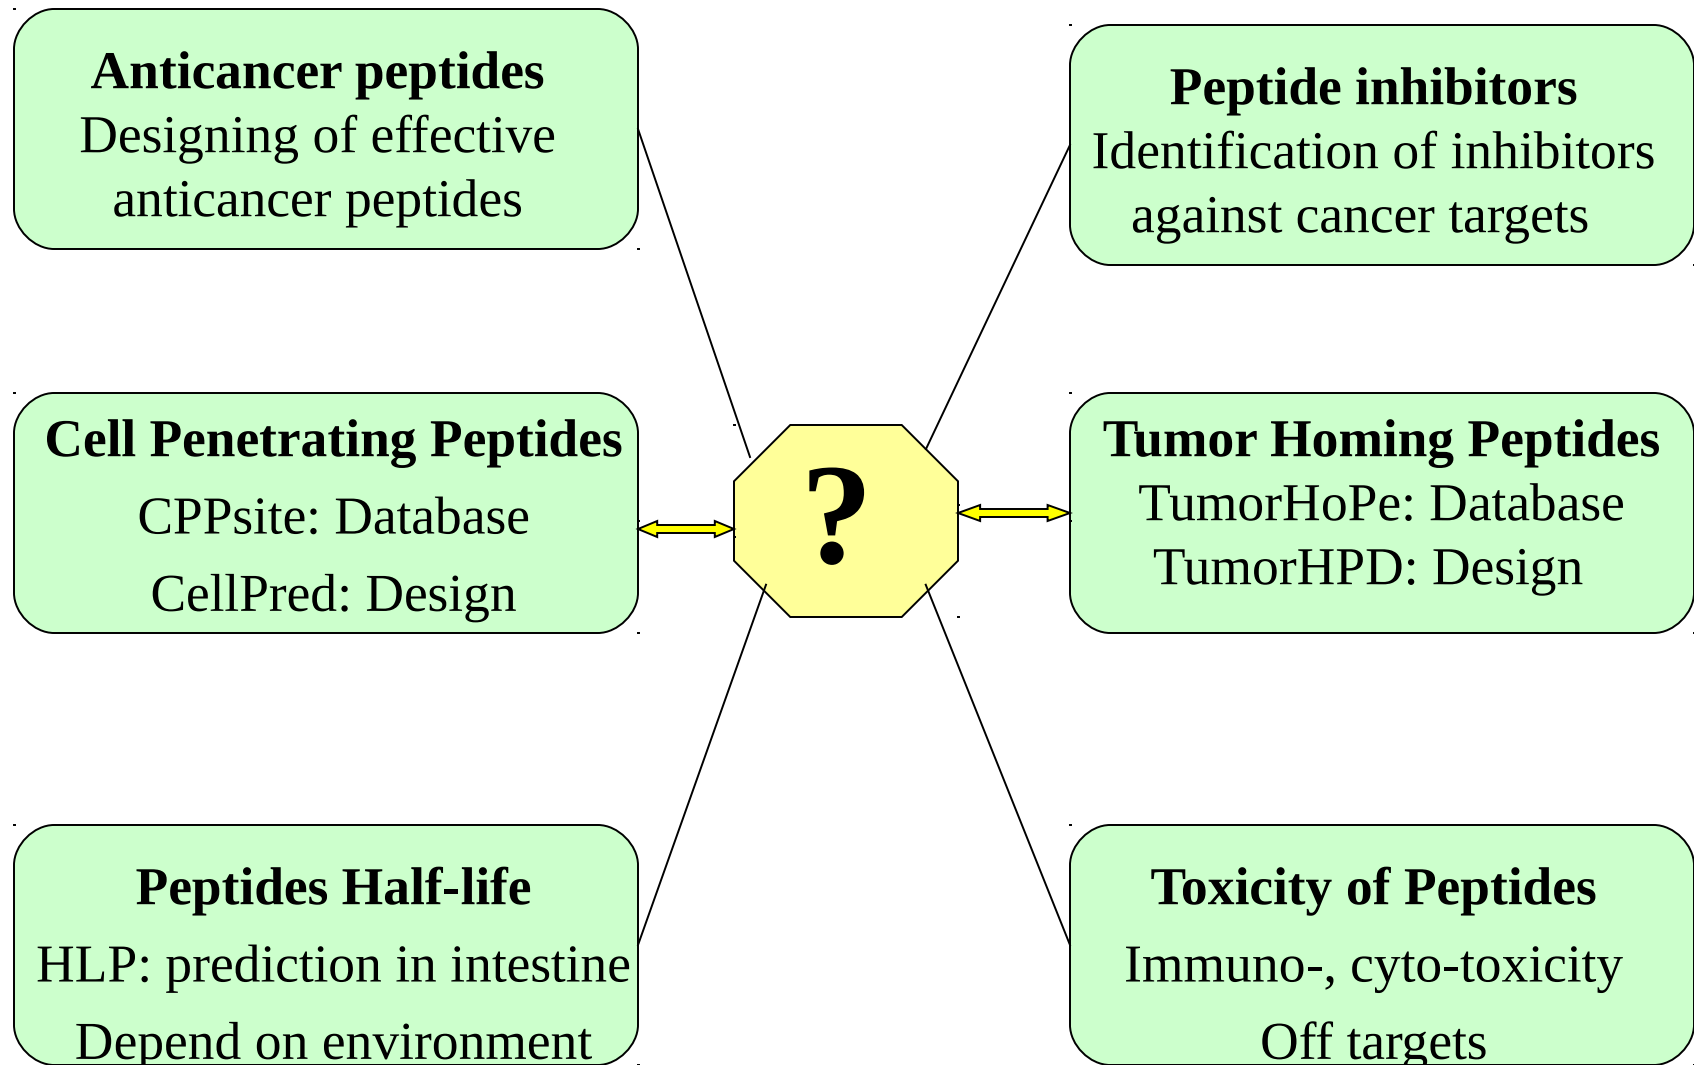 Anticancer peptides
Designing of effective
anticancer peptides
Peptide inhibitors
Identification of inhibitors
against cancer targets
Cell Penetrating Peptides
CPPsite: Database
CellPred: Design
?
Tumor Homing Peptides
TumorHoPe: Database
TumorHPD: Design
Peptides Half-life
HLP: prediction in intestine
Depend on environment
Toxicity of Peptides
Immuno-, cyto-toxicity
Off targets